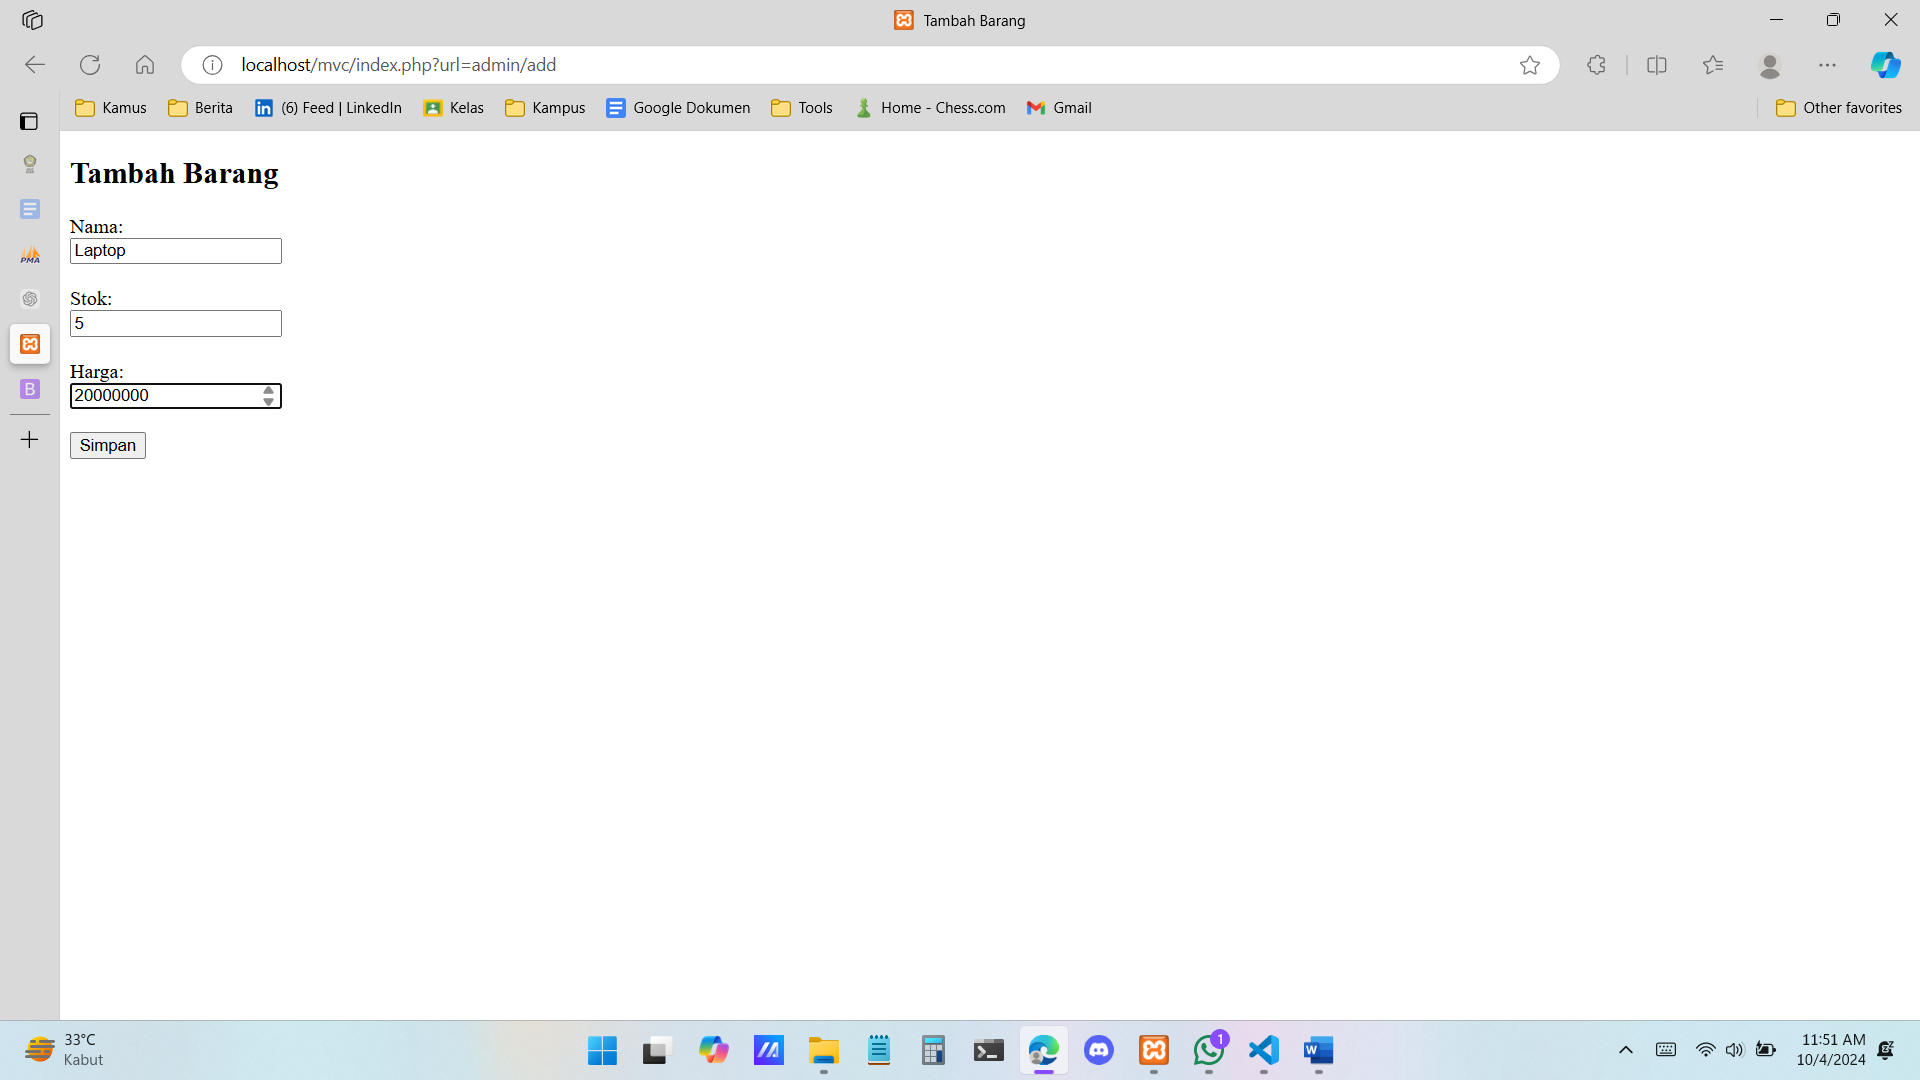 Tambah Barang
localhost/mvc/index.php?url=admin/add
Kamus Berita (6) Feed | LinkedIn Kelas Kampus Google Dokumen Tools Home - Chess.com Gmail Other favorites
Tambah Barang
Nama:
Laptop
Stok:
5
Harga:
20000000
Simpan
PMA
B
33°C
Kabut
1
11:51 AM
10/4/2024